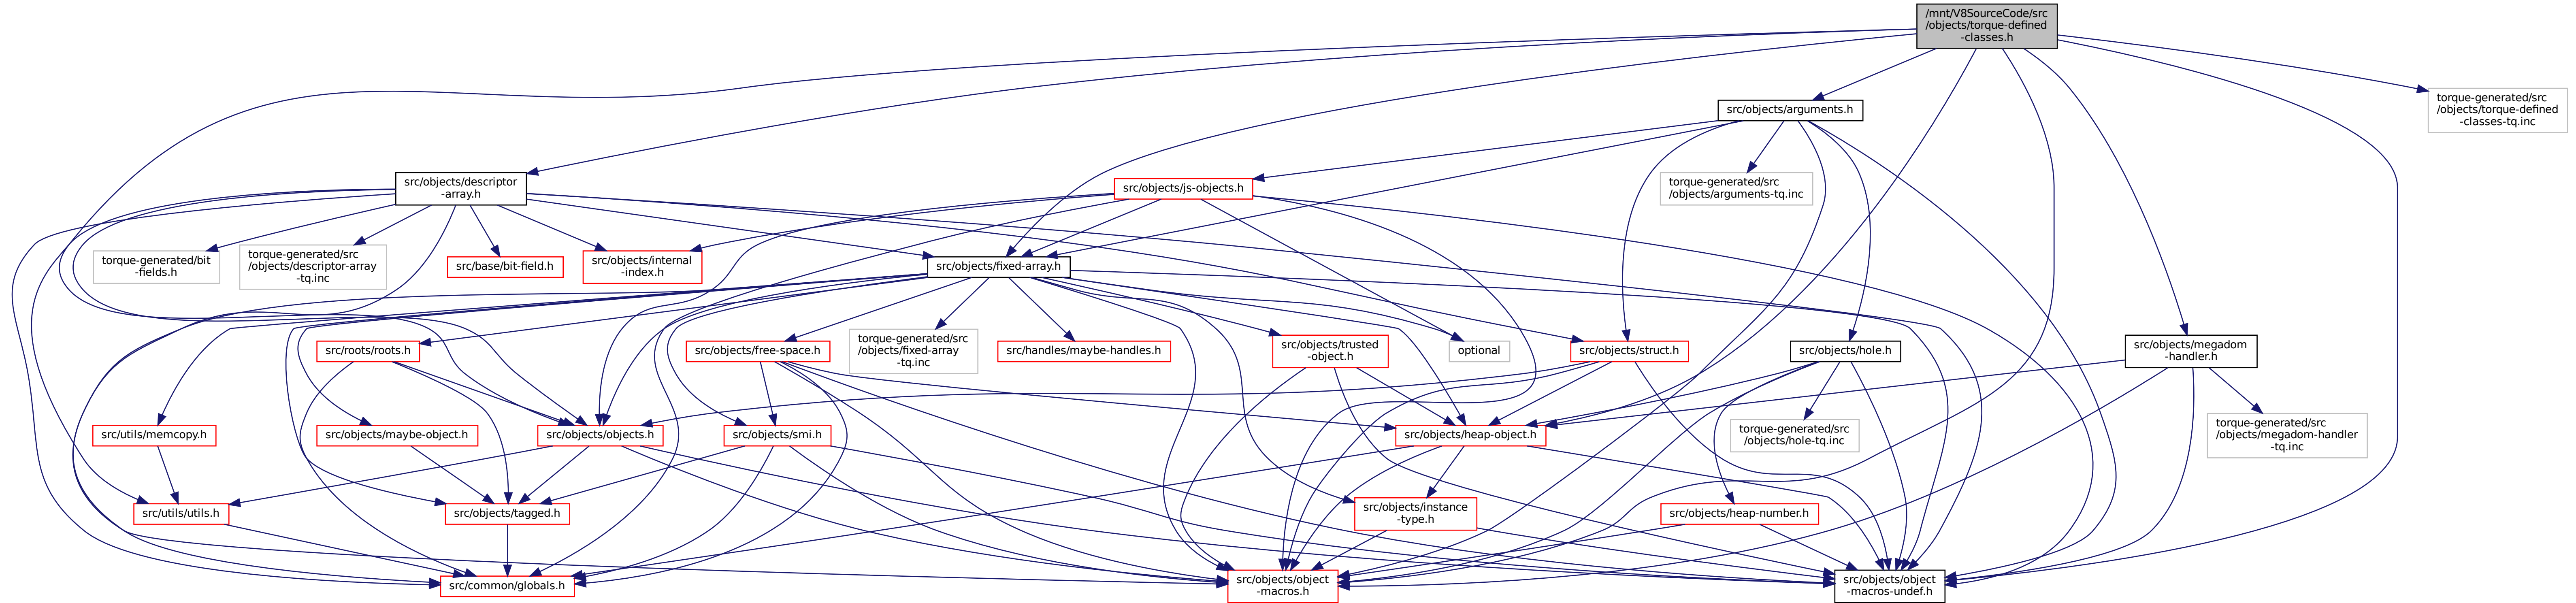 /mnt/V8SourceCode/src
/objects/torque-defined
-classes.h
src/objects/arguments.h
torque-generated/src
/objects/torque-defined
-classes-tq.inc
src/objects/descriptor
-array.h
src/objects/js-objects.h
torque-generated/src
/objects/arguments-tq.inc
torque-generated/bit
-fields.h
torque-generated/src
/objects/descriptor-array
-tq.inc
src/base/bit-field.h
src/objects/internal
-index.h
src/objects/fixed-array.h
src/roots/roots.h
src/objects/free-space.h
torque-generated/src
/objects/fixed-array
-tq.inc
src/handles/maybe-handles.h
src/objects/trusted
-object.h
optional
src/objects/struct.h
src/objects/hole.h
src/objects/megadom
-handler.h
src/utils/memcopy.h
src/objects/maybe-object.h
src/objects/objects.h
src/objects/smi.h
src/objects/heap-object.h
torque-generated/src
/objects/hole-tq.inc
torque-generated/src
/objects/megadom-handler
-tq.inc
src/utils/utils.h
src/objects/tagged.h
src/objects/instance
-type.h
src/objects/heap-number.h
src/common/globals.h
src/objects/object
-macros.h
src/objects/object
-macros-undef.h